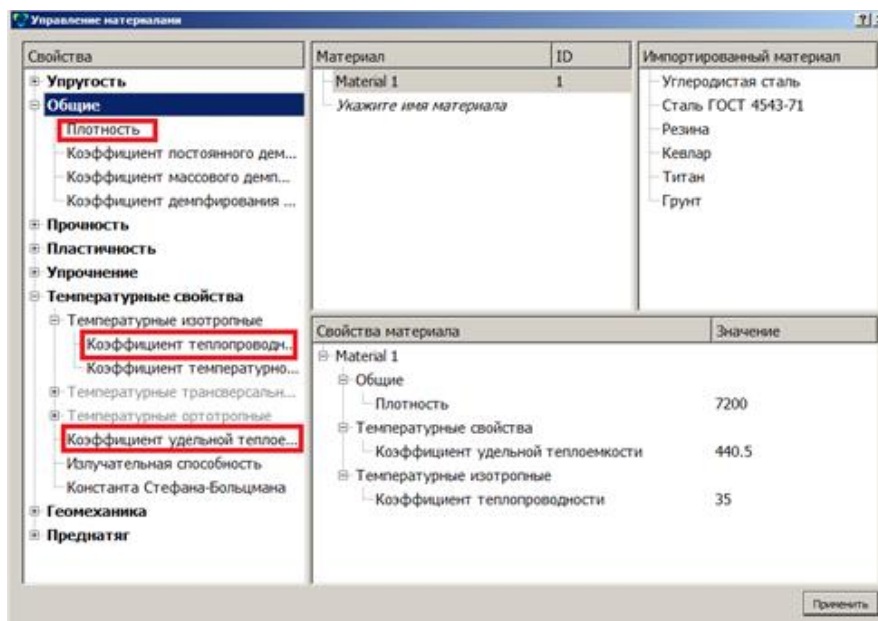 Управление материалами
Свойства
Упругость
Общие
Плотность
Коэффициент постоянного дем...
Коэффициент массового демп...
Коэффициент демпфирования ...
Прочность
Пластичность
Упрочнение
Температурные свойства
Температурные изотропные
Коэффициент теплопроводн..
Коэффициент температурно...
Температурные трансверсальн...
Температурные ортотропные
Коэффициент удельной теплое...
Излучательная способность
Константа Стефана-Больцмана
Геомеханика
Преднатяг
Материал ID
Material 1 1
Укажите имя материала
Импортированный материал
Углеродистая сталь
Сталь ГОСТ 4543-71
Резина
Кевлар
Титан
Грунт
Свойства материала Значение
Material 1
Общие
Плотность 7200
Температурные свойства
Коэффициент удельной теплоемкости 440.5
Температурные изотропные
Коэффициент теплопроводности 35
Применить